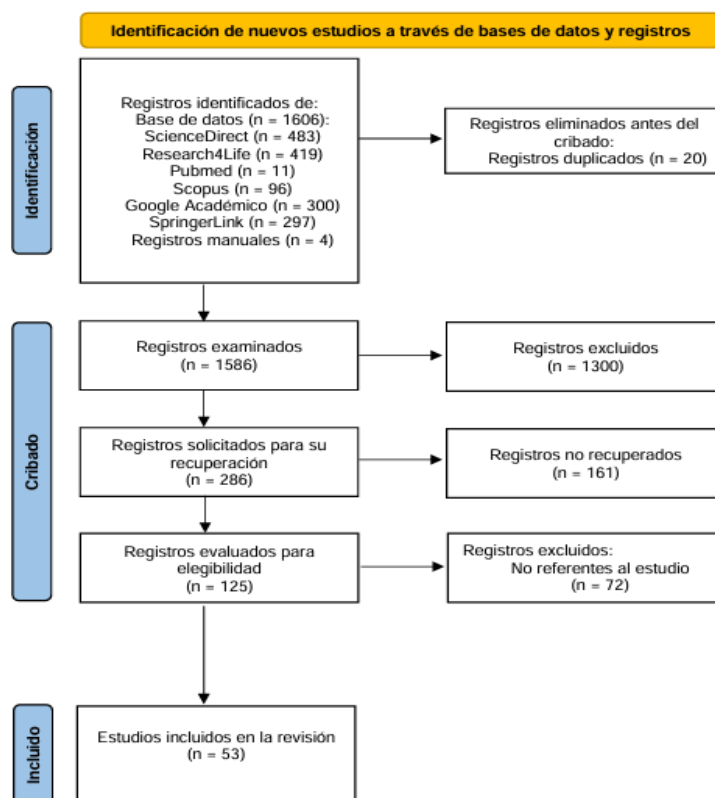 Identificación de nuevos estudios a través de bases de datos y registros
Identificación
Registros identificados de:
Base de datos (n = 1606):
ScienceDirect (n = 483)
Research4Life (n = 419)
Pubmed (n = 11)
Scopus (n = 96)
Google Académico (n = 300)
SpringerLink (n = 297)
Registros manuales (n = 4)
Registros eliminados antes del
cribado:
Registros duplicados (n = 20)
Cribado
Registros examinados
(n = 1586)
Registros excluidos
(n = 1300)
Registros solicitados para su
recuperación
(n = 286)
Registros no recuperados
(n = 161)
Registros evaluados para
elegibilidad
(n = 125)
Registros excluidos:
No referentes al estudio
(n = 72)
Incluido
Estudios incluidos en la revisión
(n = 53)